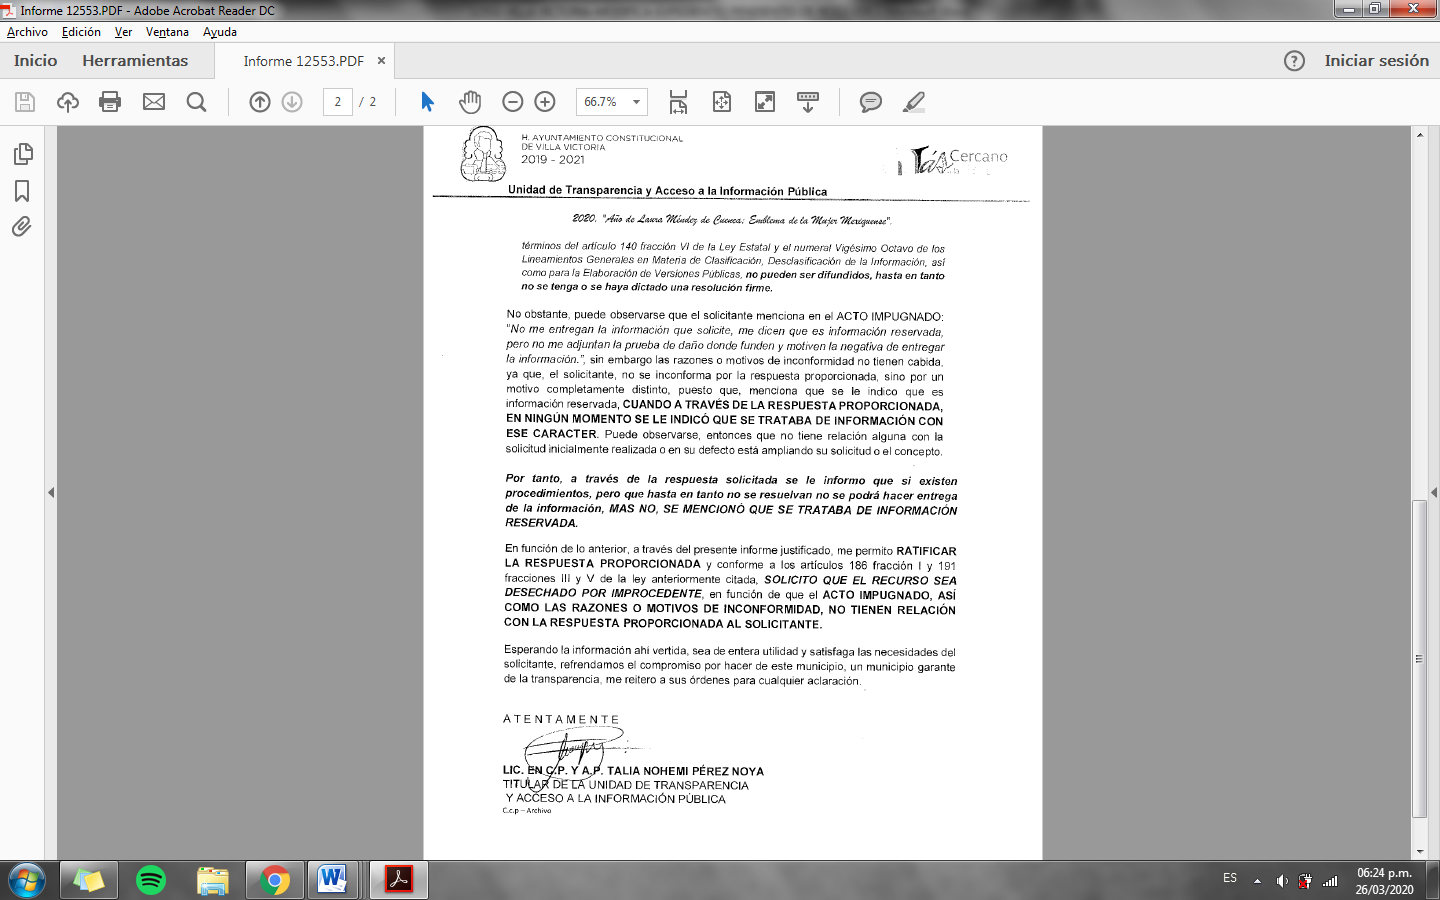 Informe 12553.PDF - Adobe Acrobat Reader DC
Archivo Edición Ver Ventana Ayuda
Inicio Herramientas Informe 12553.PDF × ? Iniciar sesión
2 / 2 66.7%
H. AYUNTAMIENTO CONSTITUCIONAL
DE VILLA VICTORIA
2019 - 2021
Cercano
Unidad de Transparencia y Acceso a la Información Pública
2020. "Año de Laura Méndez de Cuenca; Emblema de la Mujer Mexiquense".
términos del artículo 140 fracción VI de la Ley Estatal y el numeral Vigésimo Octavo de los
Lineamientos Generales en Materia de Clasificación, Desclasificación de la Información, así
como para la Elaboración de Versiones Públicas, no pueden ser difundidos, hasta en tanto
no se tenga o se haya dictado una resolución firme.
No obstante, puede observarse que el solicitante menciona en el ACTO IMPUGNADO:
"No me entregan la información que solicite, me dicen que es información reservada,
pero no me adjuntan la prueba de daño donde funden y motiven la negativa de entregar
la información.", sin embargo las razones o motivos de inconformidad no tienen cabida,
ya que, el solicitante, no se inconforma por la respuesta proporcionada, sino por un
motivo completamente distinto, puesto que, menciona que se le indico que es
información reservada, CUANDO A TRAVÉS DE LA RESPUESTA PROPORCIONADA,
EN NINGÚN MOMENTO SE LE INDICÓ QUE SE TRATABA DE INFORMACIÓN CON
ESE CARACTER. Puede observarse, entonces que no tiene relación alguna con la
solicitud inicialmente realizada o en su defecto está ampliando su solicitud o el concepto.
Por tanto, a través de la respuesta solicitada se le informo que si existen
procedimientos, pero que hasta en tanto no se resuelvan no se podrá hacer entrega
de la información, MAS NO, SE MENCIONÓ QUE SE TRATABA DE INFORMACIÓN
RESERVADA.
En función de lo anterior, a través del presente informe justificado, me permito RATIFICAR
LA RESPUESTA PROPORCIONADA y conforme a los artículos 186 fracción I y 191
fracciones III y V de la ley anteriormente citada, SOLICITO QUE EL RECURSO SEA
DESECHADO POR IMPROCEDENTE, en función de que el ACTO IMPUGNADO, ASÍ
COMO LAS RAZONES O MOTIVOS DE INCONFORMIDAD, NO TIENEN RELACIÓN
CON LA RESPUESTA PROPORCIONADA AL SOLICITANTE.
Esperando la información ahí vertida, sea de entera utilidad y satisfaga las necesidades del
solicitante, refrendamos el compromiso por hacer de este municipio, un municipio garante
de la transparencia, me reitero a sus órdenes para cualquier aclaración.
ATENTAMENTE
LIC. EN C.P. Y A.P. TALIA NOHEMI PÉREZ NOYA
TITULAR DE LA UNIDAD DE TRANSPARENCIA
Y ACCESO A LA INFORMACIÓN PÚBLICA
C.c.p – Archivo
ES
06:24 p.m.
26/03/2020